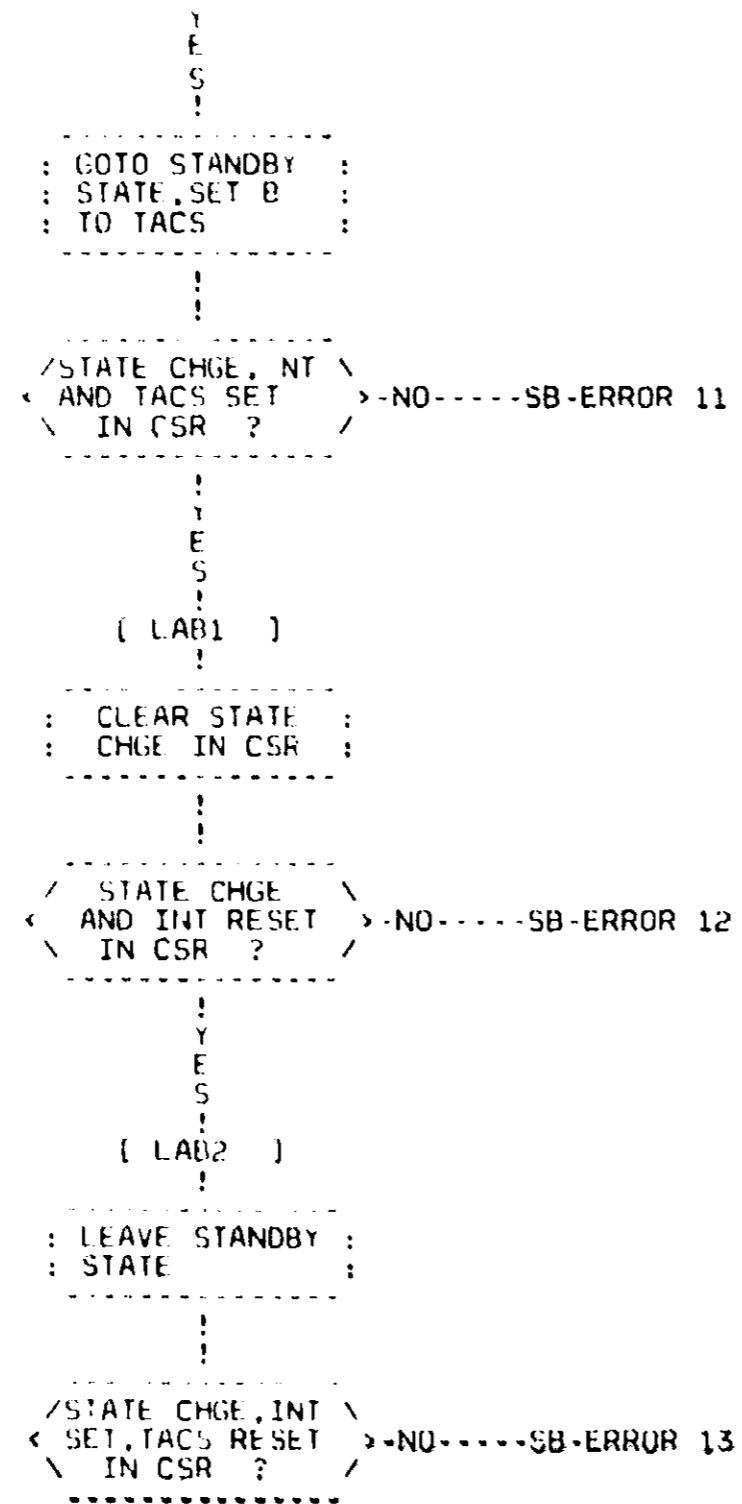 Y
E
S
!
---------------
: GOTO STANDBY :
: STATE,SET B :
: TO TACS :
---------------
!
!
---------------
/STATE CHGE, NT \
< AND TACS SET >-NO-----SB-ERROR 11
\ IN CSR ? /
---------------
!
Y
E
S
!
[ LAB1 ]
!
---------------
: CLEAR STATE :
: CHGE IN CSR :
---------------
!
!
---------------
/ STATE CHGE \
< AND INT RESET >-NO-----SB-ERROR 12
\ IN CSR ? /
---------------
!
Y
E
S
!
[ LAB2 ]
!
---------------
: LEAVE STANDBY :
: STATE :
---------------
!
!
---------------
/STATE CHGE,INT \
< SET,TACS RESET >-NO-----SB-ERROR 13
\ IN CSR ? /
---------------